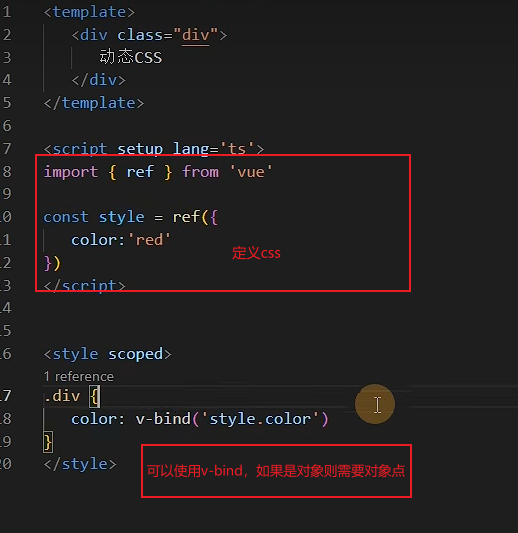 1 <template>
2 <div class="div">
3 动态CSS
4 </div>
5 </template>
6
7 <script setup lang='ts'>
8 import { ref } from 'vue'
9
10 const style = ref({
11 color:'red'
12 })
定义css
13 </script>
14
15
16 <style scoped>
1 reference
17 .div {
18 color: v-bind('style.color')
19 }
20 </style>
可以使用v-bind，如果是对象则需要对象点